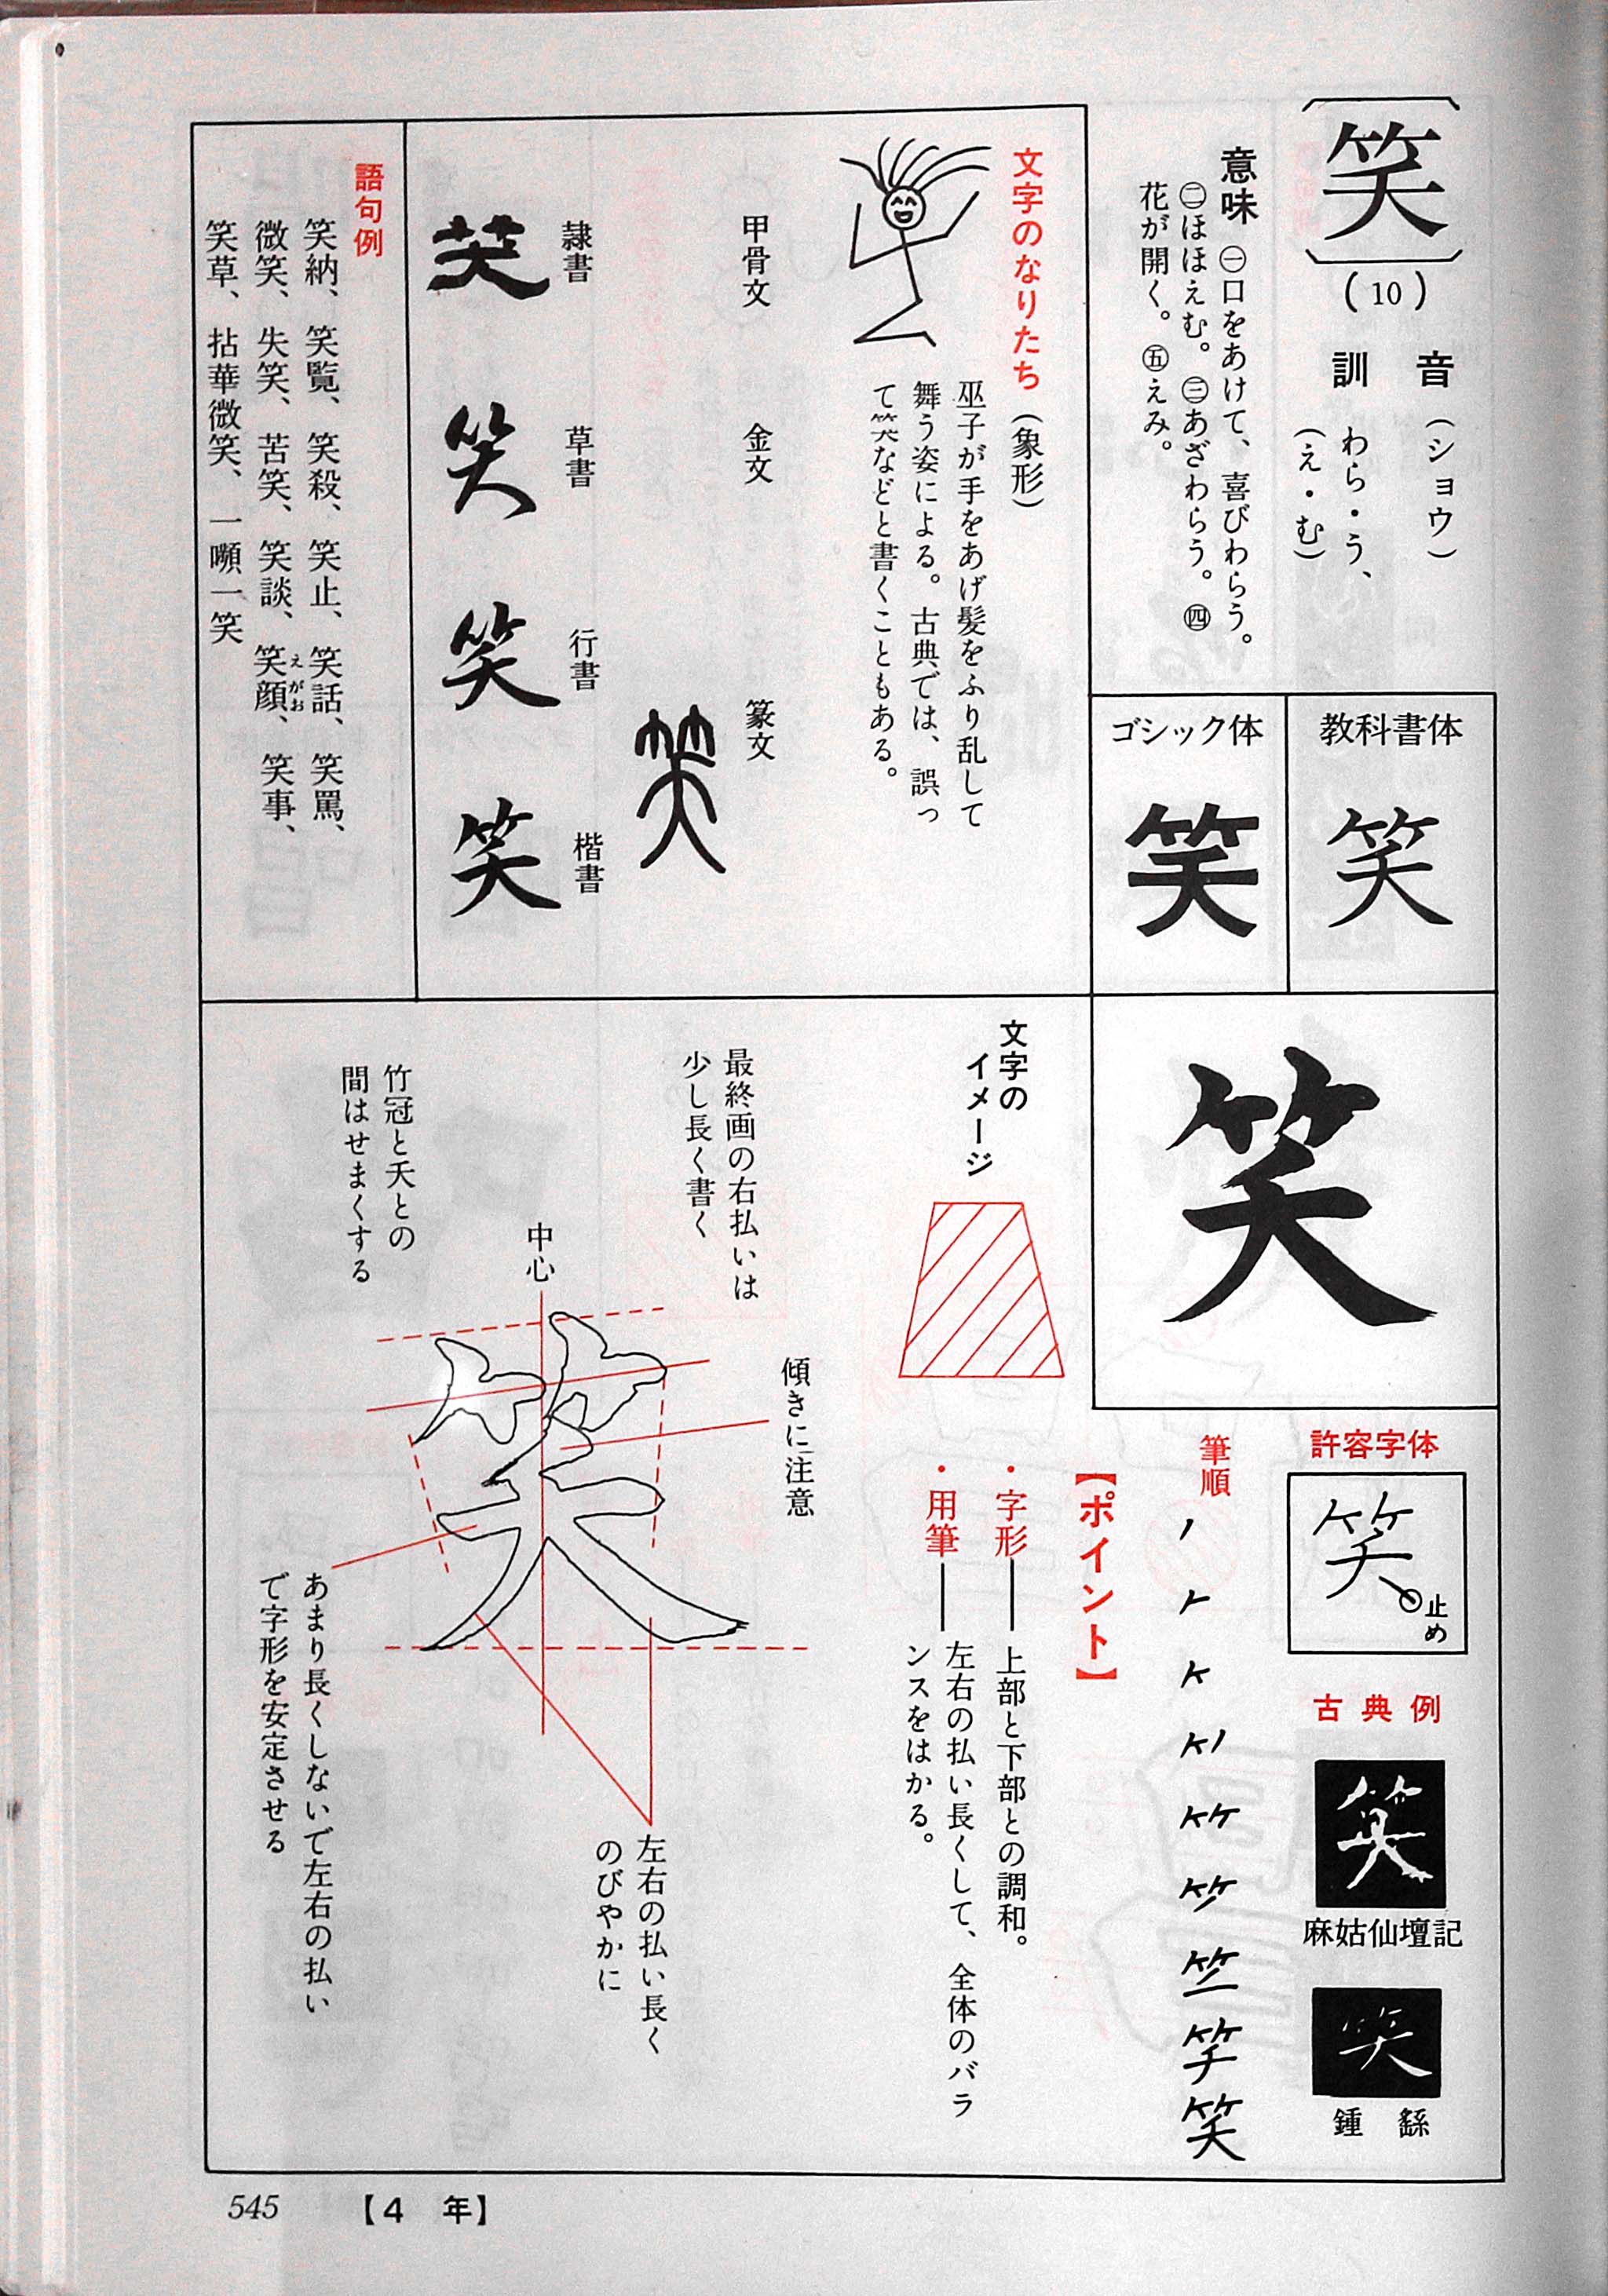 〔笑〕(10)
音 (ショウ)
訓 わら・う、
(え・む)
意味 ㊀口をあけて、喜びわらう。
㊁ほほえむ。㊂あざわらう。㊃
花が開く。㊄えみ。
教科書体
笑
ゴシック体
笑
笑
許容字体
笑
止め
古典例
笑
麻姑仙壇記
笑
鍾繇
筆順
笑
文字のなりたち (象形)
巫子が手をあげ髪をふり乱して
舞う姿による。古典では、誤っ
などと書くこともある。
甲骨文
金文
篆文
笑
隷書
笑
草書
笑
行書
笑
楷書
笑
語句例
笑納、笑覧、笑殺、笑止、笑話、笑罵、
微笑、失笑、苦笑、笑談、笑顔、笑事、
えがお
笑草、拈華微笑、一嚬一笑
【ポイント】
・字形――上部と下部との調和。
・用筆――左右の払い長くして、全体のバラ
ンスをはかる。
文字の
イメージ
傾きに注意
最終画の右払いは
少し長く書く
中心
竹冠と夭との
間はせまくする
左右の払い長く
のびやかに
あまり長くしないで左右の払い
で字形を安定させる
545
【4 年】